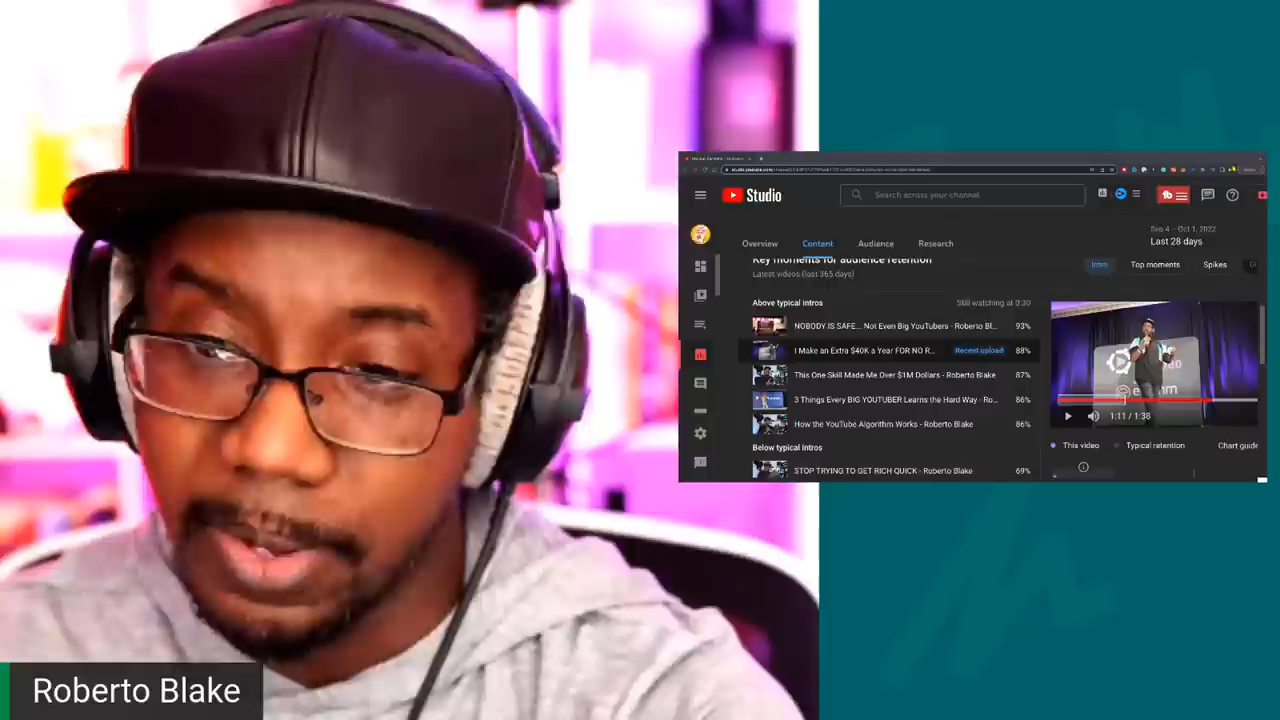 Studio
Search across your channel
tb
Overview
Content
Audience
Research
Sep 4 – Oct 1, 2022
Last 28 days
Key moments for audience retention
Latest videos (last 365 days)
Intro
Top moments
Spikes
Above typical intros
Still watching at 0:30
NOBODY IS SAFE... Not Even Big YouTubers - Roberto Bl...
93%
I Make an Extra $40K a Year FOR NO R...
Recent upload
88%
This One Skill Made Me Over $1M Dollars - Roberto Blake
87%
3 Things Every BIG YOUTUBER Learns the Hard Way - Ro...
86%
How the YouTube Algorithm Works - Roberto Blake
86%
Below typical intros
STOP TRYING TO GET RICH QUICK - Roberto Blake
69%
1:11 / 1:38
This video
Typical retention
Chart guide
Roberto Blake